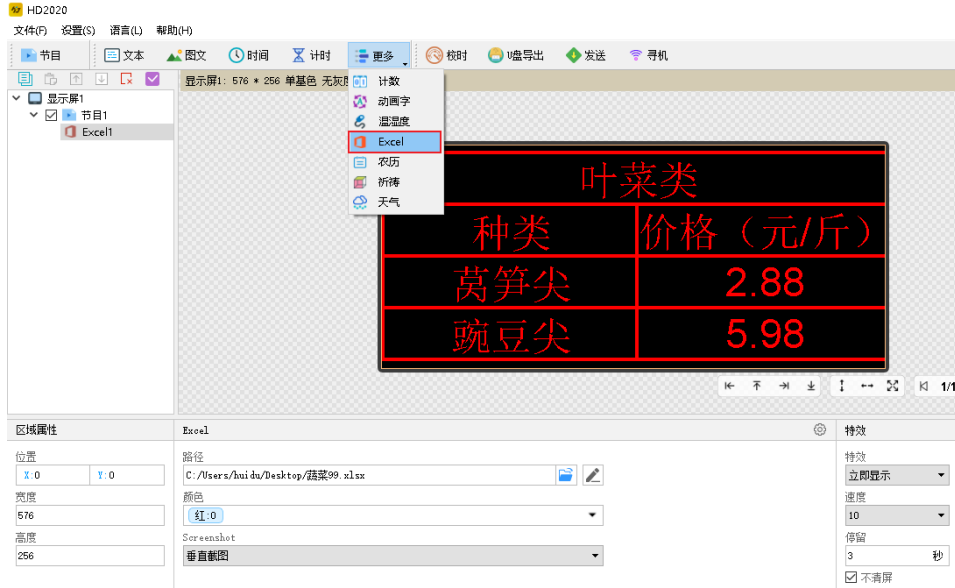 HD2020
文件(F) 设置(S) 语言(L) 帮助(H)
节目 文本 图文 时间 计时 更多 校时 U盘导出 发送 寻机
显示屏1: 576 * 256 单基色 无灰度
计数
动画字
温湿度
Excel
农历
祈祷
天气
显示屏1
节目1
Excel1
叶菜类
种类 价格（元/斤）
莴笋尖 2.88
豌豆尖 5.98
1/1
区域属性
位置
X:0 Y:0
宽度
576
高度
256
Excel
路径
C:/Users/huidu/Desktop/蔬菜99.xlsx
颜色
红:0
Screenshot
垂直截图
特效
特效
立即显示
速度
10
停留
3 秒
不清屏